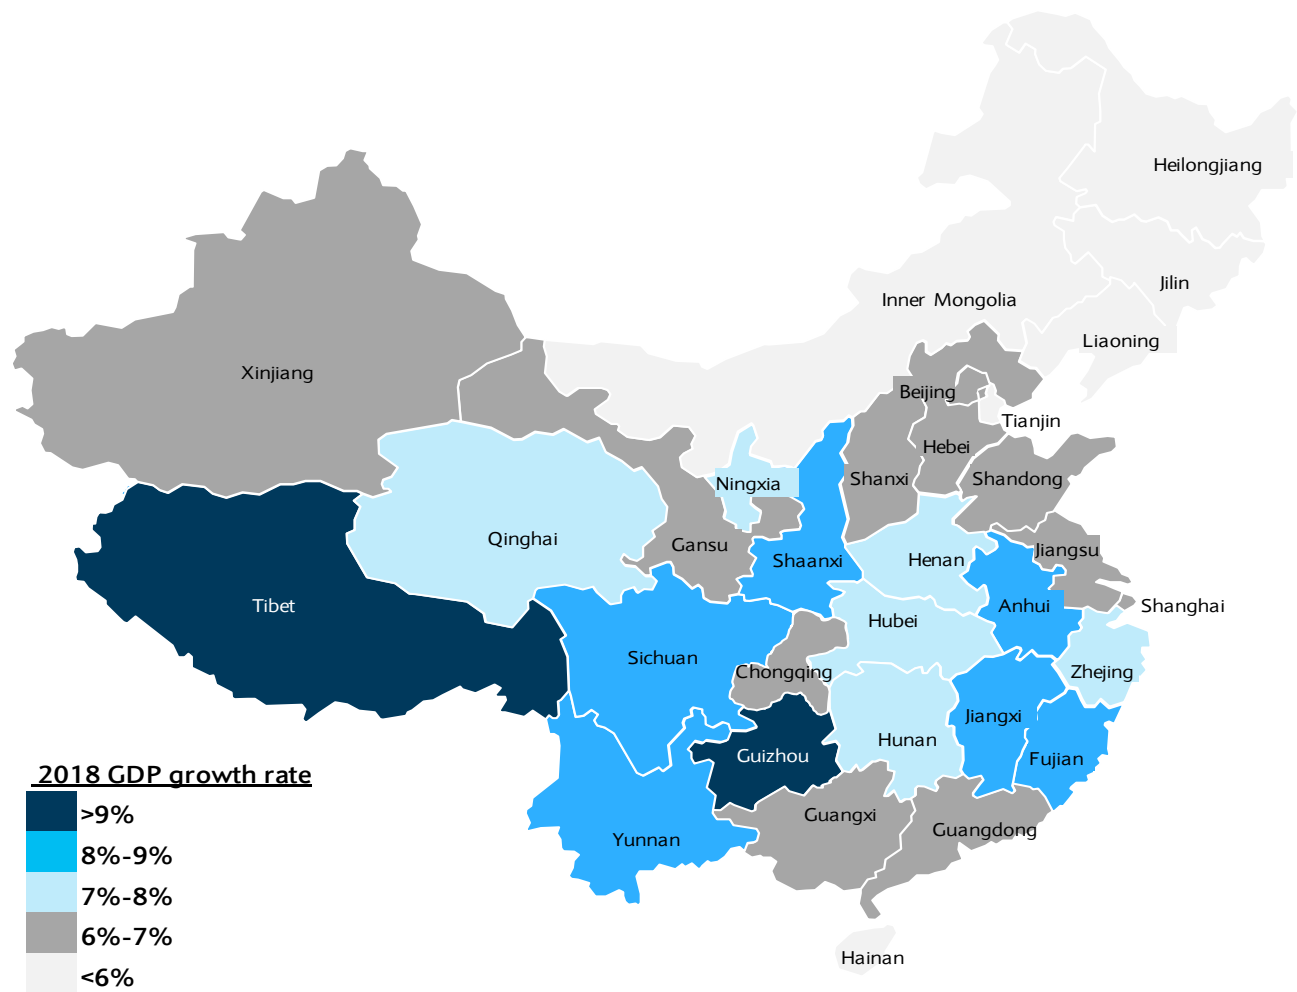 Heilongjiang
Jilin
Inner Mongolia
Liaoning
Xinjiang
Beijing
Tianjin
Hebei
Ningxia
Shanxi
Shandong
Qinghai
Gansu
Shaanxi
Henan
Jiangsu
Tibet
Anhui
Shanghai
Hubei
Sichuan
Chongqing
Zhejing
Jiangxi
Hunan
Guizhou
Fujian
Guangxi
Guangdong
Yunnan
Hainan
2018 GDP growth rate
>9%
8%-9%
7%-8%
6%-7%
<6%